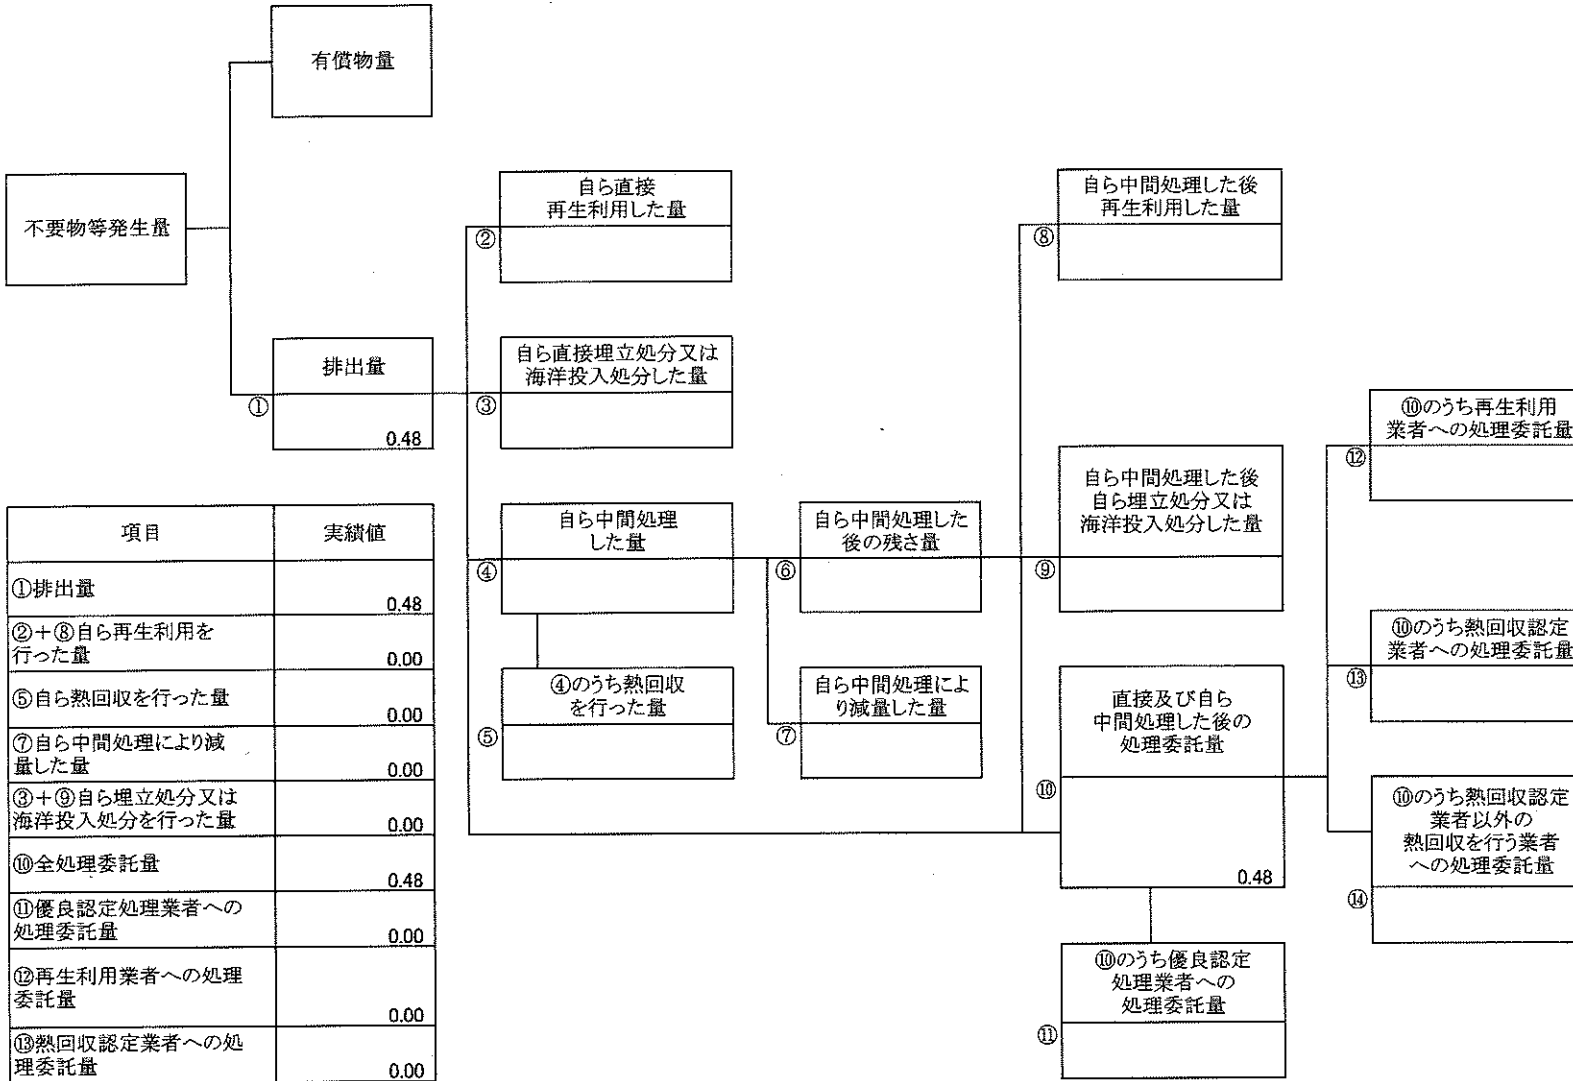 有償物量
不要物等発生量
排出量
①
0.48
自ら直接
再生利用した量
②
自ら直接埋立処分又は
海洋投入処分した量
③
自ら中間処理
した量
④
④のうち熱回収
を行った量
⑤
自ら中間処理した
後の残さ量
⑥
自ら中間処理によ
り減量した量
⑦
自ら中間処理した後
再生利用した量
⑧
自ら中間処理した後
自ら埋立処分又は
海洋投入処分した量
⑨
直接及び自ら
中間処理した後の
処理委託量
⑩
0.48
⑩のうち優良認定
処理業者への
処理委託量
⑪
⑩のうち再生利用
業者への処理委託量
⑫
⑩のうち熱回収認定
業者への処理委託量
⑬
⑩のうち熱回収認定
業者以外の
熱回収を行う業者
への処理委託量
⑭
項目 実績値
①排出量 0.48
②+⑧自ら再生利用を
行った量 0.00
⑤自ら熱回収を行った量 0.00
⑦自ら中間処理により減
量した量 0.00
③+⑨自ら埋立処分又は
海洋投入処分を行った量 0.00
⑩全処理委託量 0.48
⑪優良認定処理業者への
処理委託量 0.00
⑫再生利用業者への処理
委託量 0.00
⑬熱回収認定業者への処
理委託量 0.00